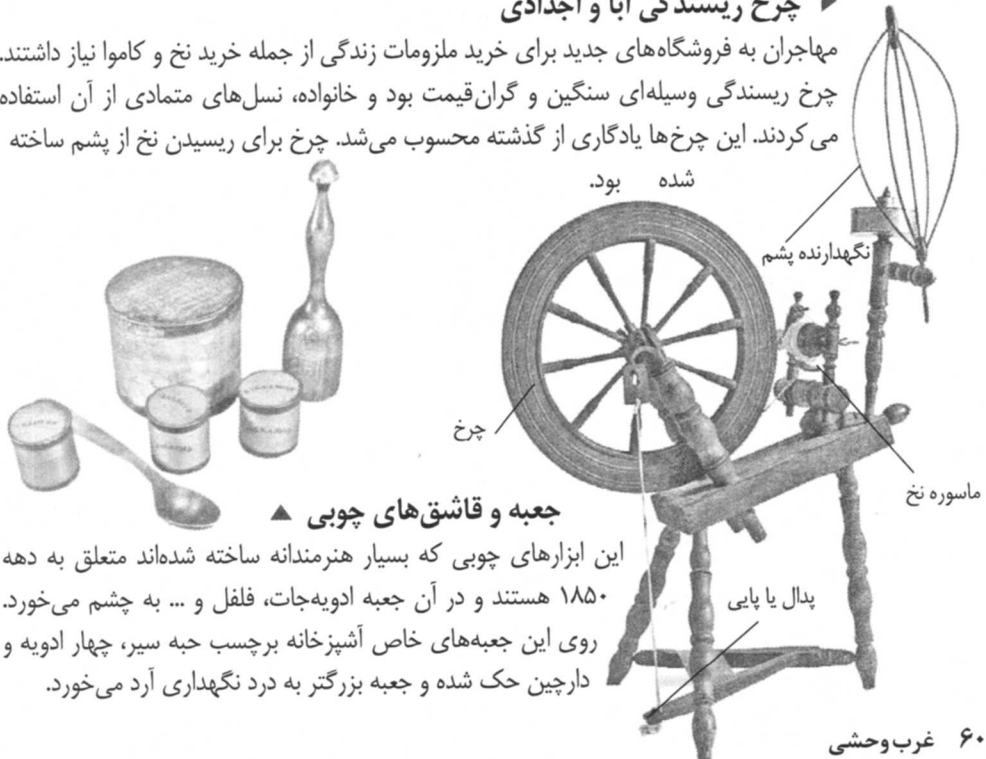 چرخ ریسندگی آبا و اجدادی
مهاجران به فروشگاه‌های جدید برای خرید ملزومات زندگی از جمله خرید نخ و کاموا نیاز داشتند.
چرخ ریسندگی وسیله‌ای سنگین و گران‌قیمت بود و خانواده، نسل‌های متمادی از آن استفاده
می‌کردند. این چرخ‌ها یادگاری از گذشته محسوب می‌شد. چرخ برای ریسیدن نخ از پشم ساخته
شده بود.
نگهدارنده پشم
چرخ
ماسوره نخ
پدال یا پایی
جعبه و قاشق‌های چوبی
این ابزارهای چوبی که بسیار هنرمندانه ساخته شده‌اند متعلق به دهه
۱۸۵۰ هستند و در آن جعبه ادویه‌جات، فلفل و ... به چشم می‌خورد.
روی این جعبه‌های خاص آشپزخانه برچسب حبه سیر، چهار ادویه و
دارچین حک شده و جعبه بزرگتر به درد نگهداری آرد می‌خورد.
۶۰ غرب‌وحشی